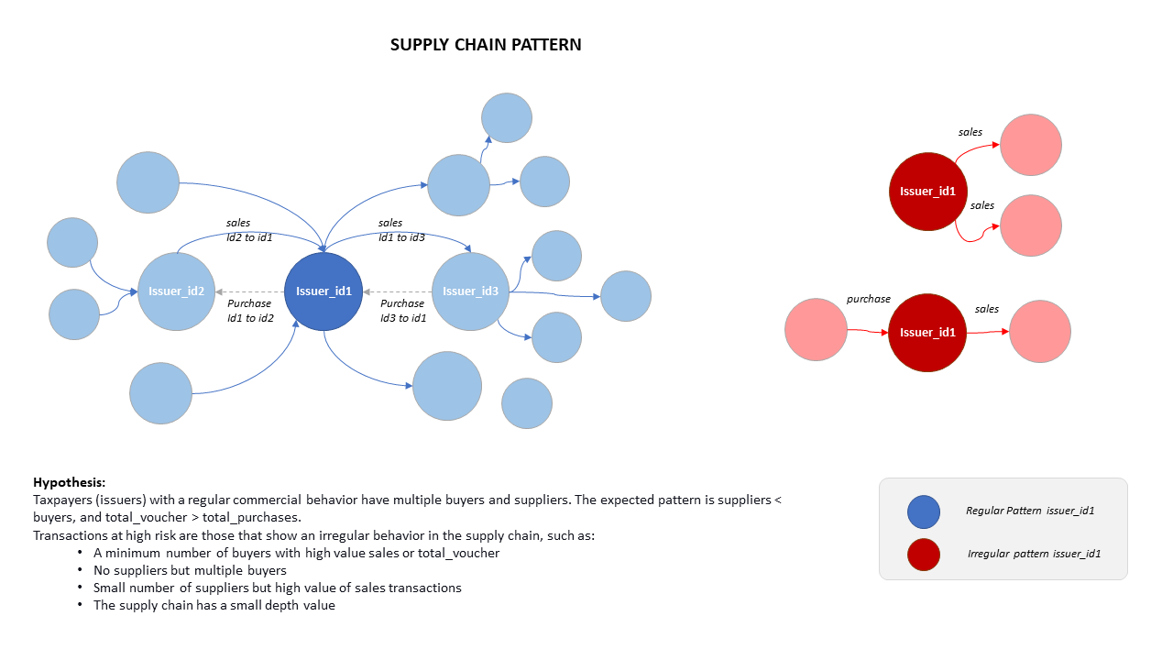 SUPPLY CHAIN PATTERN
sales
Id2 to id1
sales
Id1 to id3
Issuer_id2
Issuer_id1
Issuer_id3
Purchase
Id1 to id2
Purchase
Id3 to id1
sales
Issuer_id1
sales
purchase
Issuer_id1
sales
Hypothesis:
Taxpayers (issuers) with a regular commercial behavior have multiple buyers and suppliers. The expected pattern is suppliers <
buyers, and total_voucher > total_purchases.
Transactions at high risk are those that show an irregular behavior in the supply chain, such as:
• A minimum number of buyers with high value sales or total_voucher
• No suppliers but multiple buyers
• Small number of suppliers but high value of sales transactions
• The supply chain has a small depth value
Regular Pattern issuer_id1
Irregular pattern issuer_id1